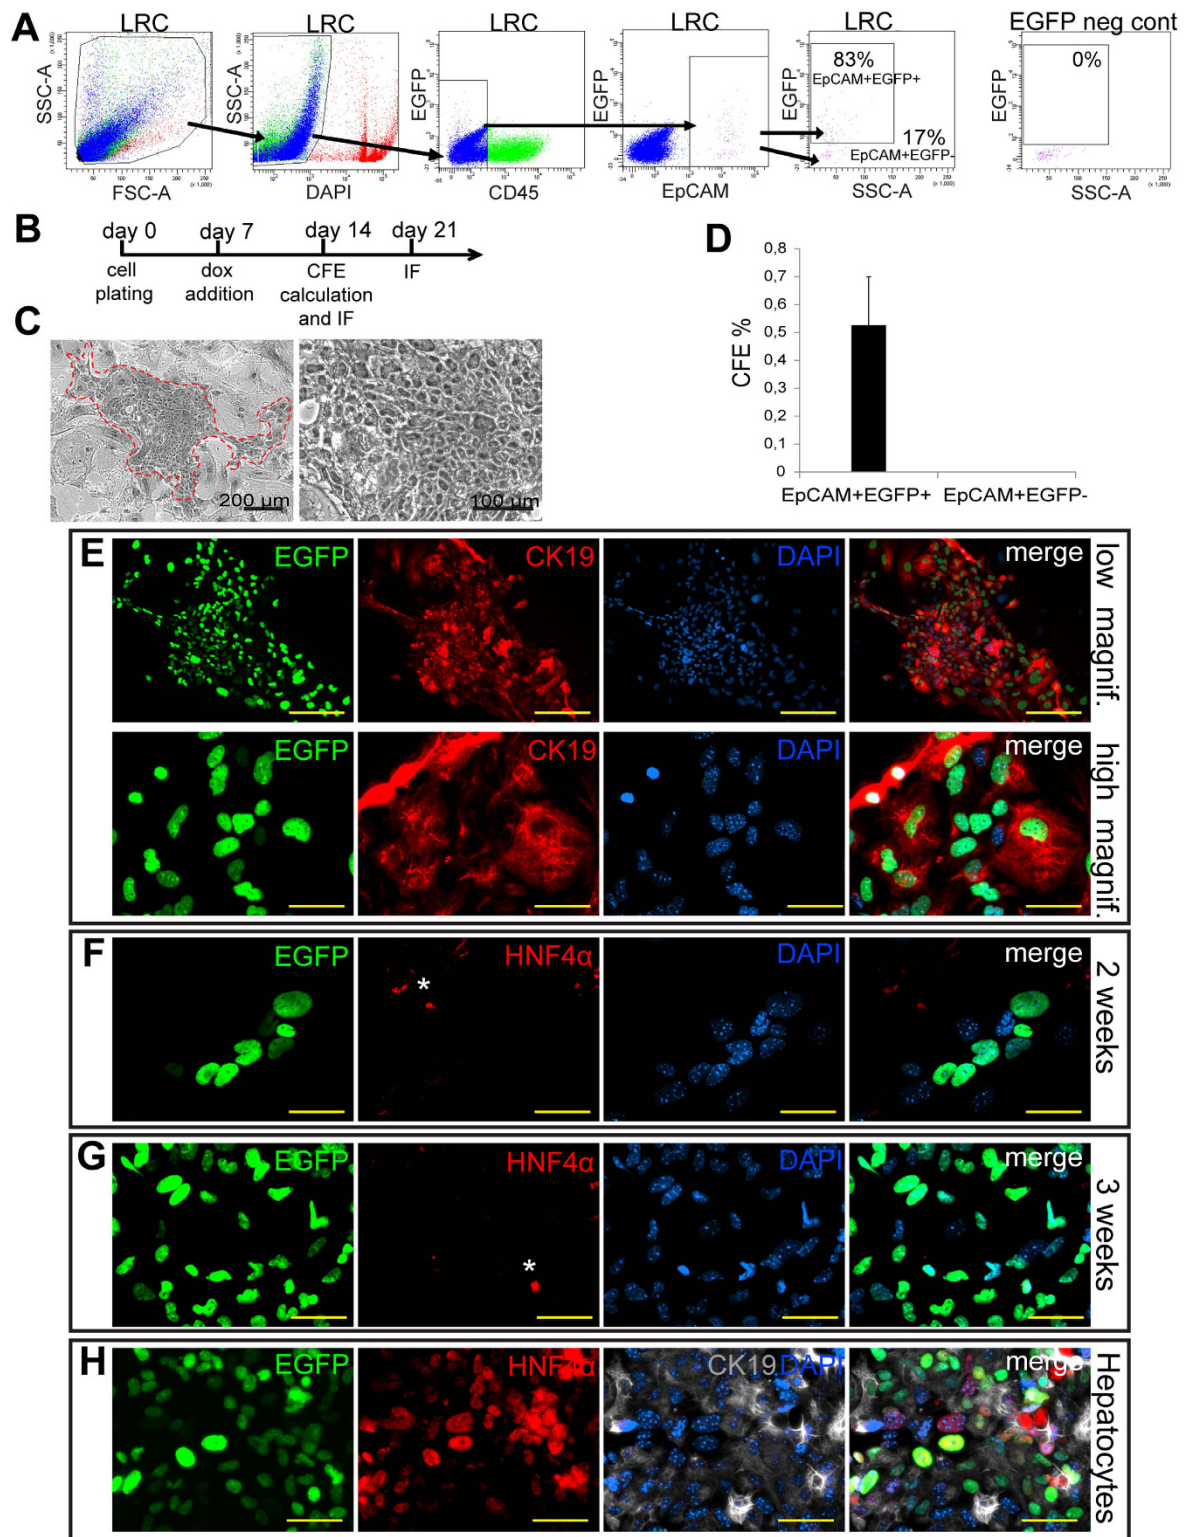 A
LRC
LRC
LRC
LRC
LRC
EGFP neg cont
SSC-A
SSC-A
EGFP
EGFP
EGFP
EGFP
83%
EpCAM+EGFP+
17%
EpCAM+EGFP-
0%
FSC-A
DAPI
CD45
EpCAM
SSC-A
SSC-A
B
day 0
day 7
day 14
day 21
cell
plating
dox
addition
CFE
calculation
and IF
IF
C
200 µm
100 µm
D
CFE %
0,8
0,7
0,6
0,5
0,4
0,3
0,2
0,1
0
EpCAM+EGFP+
EpCAM+EGFP-
E
EGFP
CK19
DAPI
merge
low magnif.
EGFP
CK19
DAPI
merge
high magnif.
F
EGFP
HNF4α
*
DAPI
merge
2 weeks
G
EGFP
HNF4α
*
DAPI
merge
3 weeks
H
EGFP
HNF4α
CK19DAPI
merge
Hepatocytes